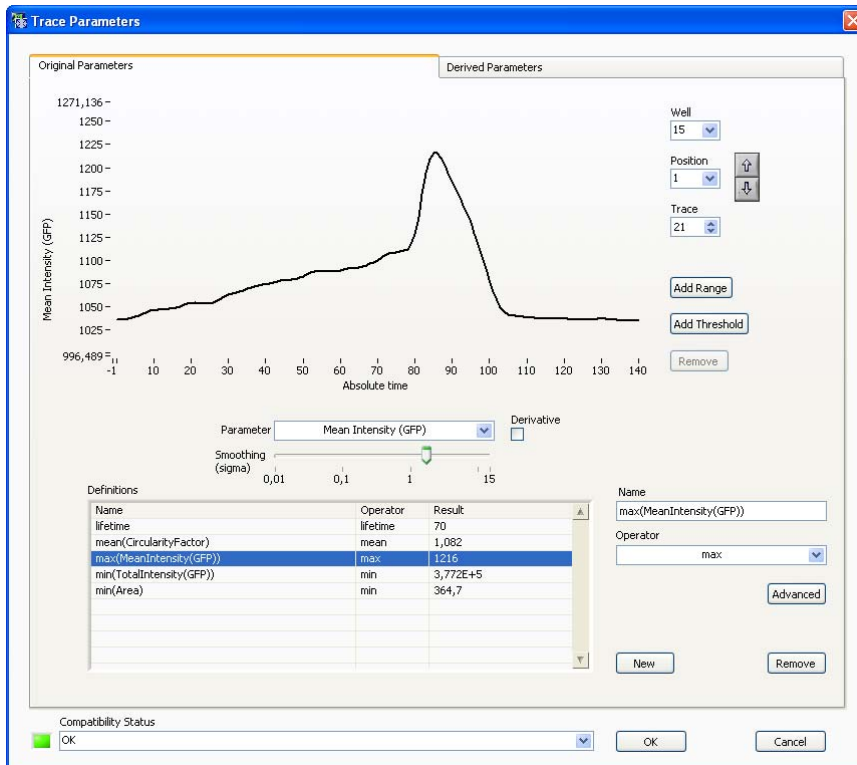 Trace Parameters
Original Parameters
Derived Parameters
1271,136
1250
1225
1200
1175
1150
1125
1100
1075
1050
1025
996,489
Mean Intensity (GFP)
-1 10 20 30 40 50 60 70 80 90 100 110 120 130 140
Absolute time
Well
15
Position
1
Trace
21
Add Range
Add Threshold
Remove
Parameter Mean Intensity (GFP)
Derivative
Smoothing
(sigma)
0,01 0,1 1 15
Definitions
Name Operator Result
lifetime lifetime 70
mean(CircularityFactor) mean 1,082
max(MeanIntensity(GFP)) max 1216
min(TotalIntensity(GFP)) min 3,772E+5
min(Area) min 364,7
Name
max(MeanIntensity(GFP))
Operator
max
Advanced
New
Remove
Compatibility Status
OK
OK
Cancel